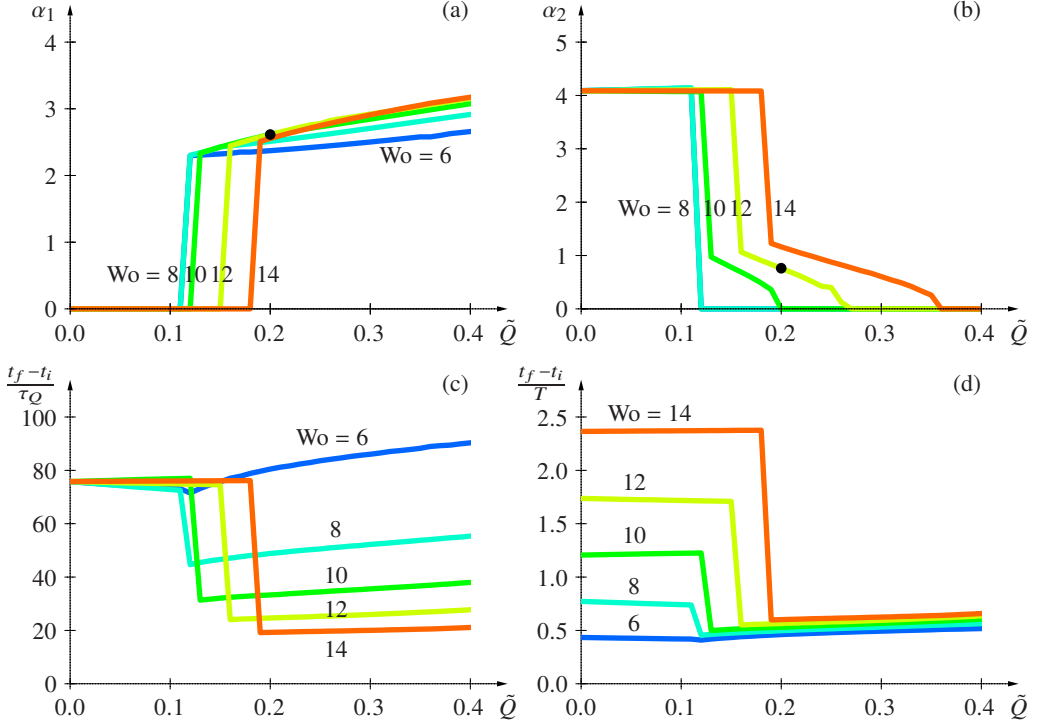 α1 (a)
4
3
2
1
0
Wo = 6
Wo = 8 10 12 14
0.0 0.1 0.2 0.3 0.4 Q̃
α2 (b)
5
4
3
2
1
0
Wo = 8 10 12 14
0.0 0.1 0.2 0.3 0.4 Q̃
t_f − t_i
τ_Q
(c)
100
80
60
40
20
0
Wo = 6
8
10
12
14
0.0 0.1 0.2 0.3 0.4 Q̃
t_f − t_i
T
(d)
2.5
2.0
1.5
1.0
0.5
0.0
Wo = 14
12
10
8
6
0.0 0.1 0.2 0.3 0.4 Q̃